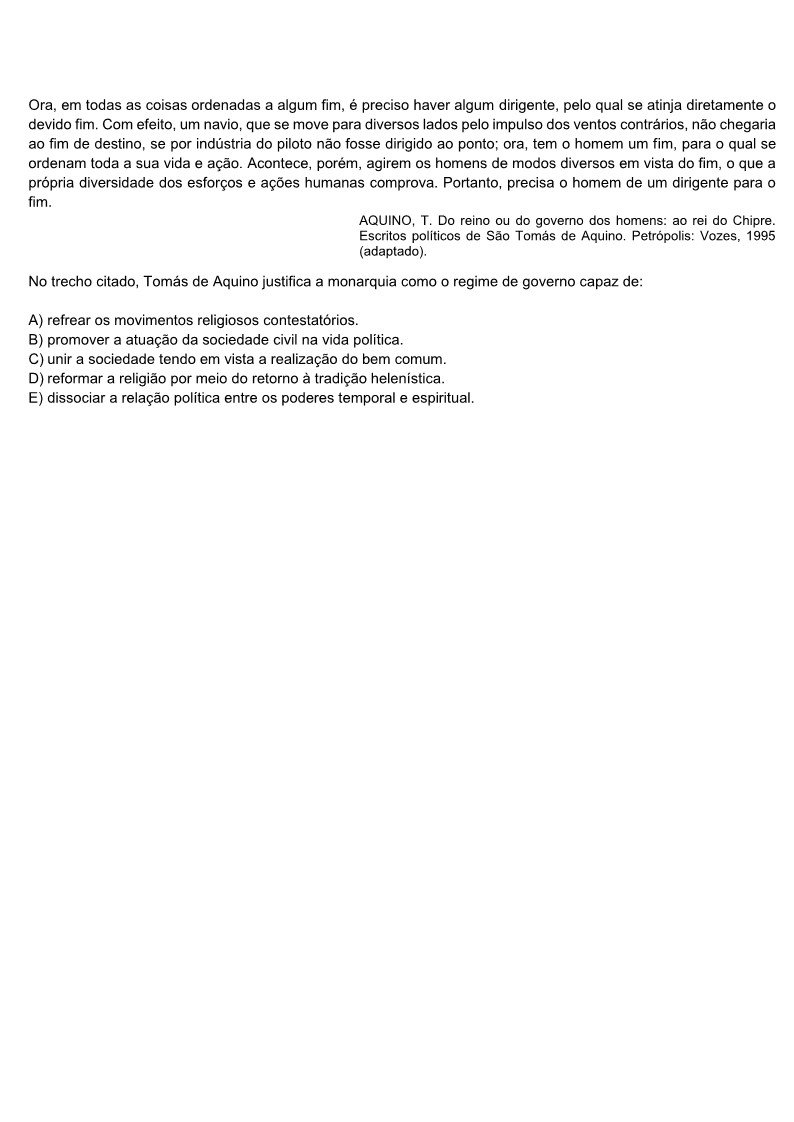 Ora, em todas as coisas ordenadas a algum fim, é preciso haver algum dirigente, pelo qual se atinja diretamente o
devido fim. Com efeito, um navio, que se move para diversos lados pelo impulso dos ventos contrários, não chegaria
ao fim de destino, se por indústria do piloto não fosse dirigido ao ponto; ora, tem o homem um fim, para o qual se
ordenam toda a sua vida e ação. Acontece, porém, agirem os homens de modos diversos em vista do fim, o que a
própria diversidade dos esforços e ações humanas comprova. Portanto, precisa o homem de um dirigente para o
fim.
AQUINO, T. Do reino ou do governo dos homens: ao rei do Chipre.
Escritos políticos de São Tomás de Aquino. Petrópolis: Vozes, 1995
(adaptado).
No trecho citado, Tomás de Aquino justifica a monarquia como o regime de governo capaz de:
A) refrear os movimentos religiosos contestatórios.
B) promover a atuação da sociedade civil na vida política.
C) unir a sociedade tendo em vista a realização do bem comum.
D) reformar a religião por meio do retorno à tradição helenística.
E) dissociar a relação política entre os poderes temporal e espiritual.